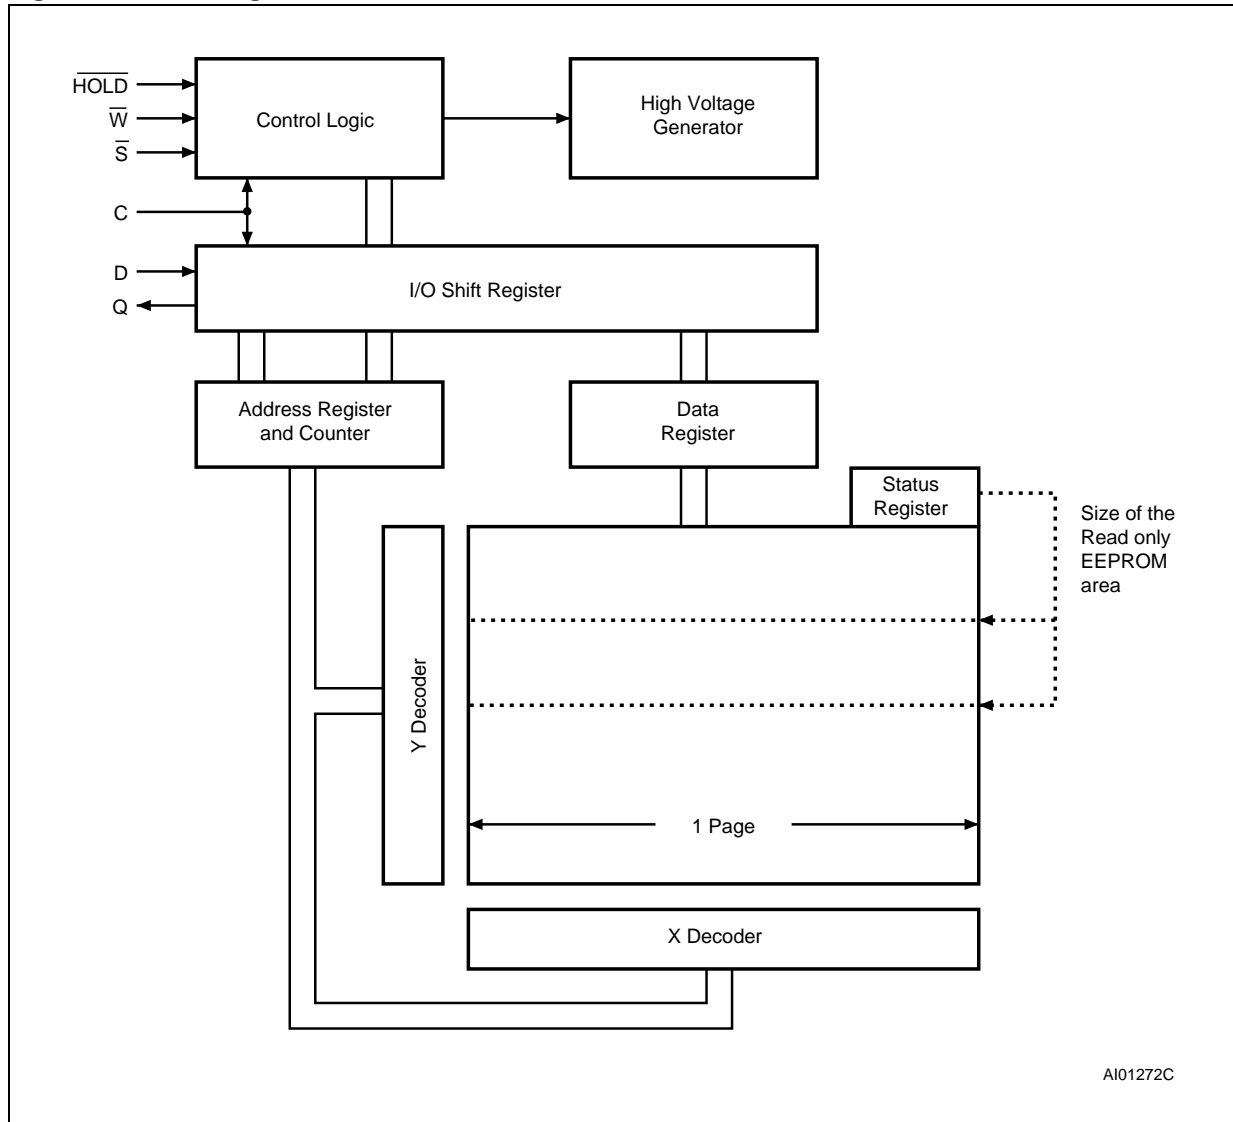 HOLD
W
S
C
D
Q
Control Logic
High Voltage
Generator
I/O Shift Register
Address Register
and Counter
Data
Register
Status
Register
Size of the
Read only
EEPROM
area
Y Decoder
1 Page
X Decoder
AI01272C